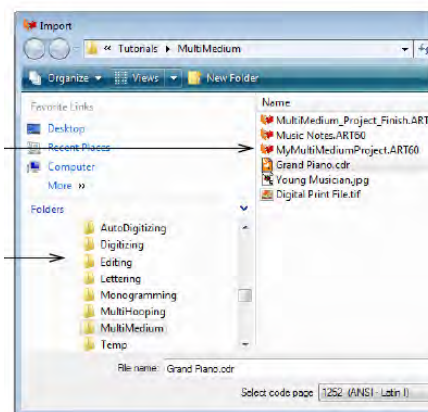 Import
« Tutorials ▸ MultiMedium
Organize Views New Folder
Favorite Links
Desktop
Recent Places
Computer
More »
Folders
AutoDigitizing
Digitizing
Editing
Lettering
Monogramming
MultiHooping
MultiMedium
Temp
Name
MultiMedium_Project_Finish.ART
Music Notes.ART60
MyMultiMediumProject.ART60
Grand Piano.cdr
Young Musician.jpg
Digital Print File.tif
File name: Grand Piano.cdr
Select code page: 1252 (ANSI - Latin I)